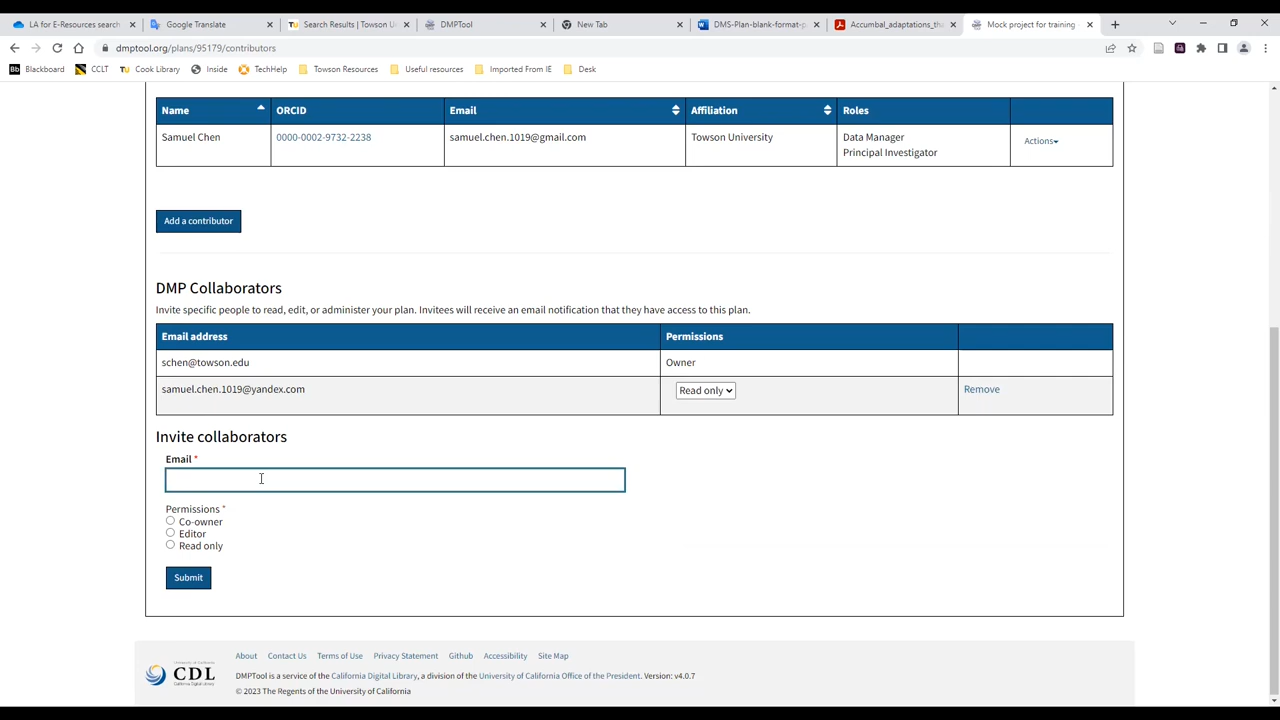 LA for E-Resources search
Google Translate
TU Search Results | Towson U
DMPTool
New Tab
DMS-Plan-blank-format-p
Accumbal_adaptations_th
Mock project for training
dmptool.org/plans/95179/contributors
Bb Blackboard CCLT TU Cook Library Inside TechHelp Towson Resources Useful resources Imported From IE Desk
Name ORCID Email Affiliation Roles
Samuel Chen 0000-0002-9732-2238 samuel.chen.1019@gmail.com Towson University Data Manager Actions
Principal Investigator
Add a contributor
DMP Collaborators
Invite specific people to read, edit, or administer your plan. Invitees will receive an email notification that they have access to this plan.
Email address Permissions
schen@towson.edu Owner
samuel.chen.1019@yandex.com Read only Remove
Invite collaborators
Email *
Permissions *
Co-owner
Editor
Read only
Submit
About Contact Us Terms of Use Privacy Statement Github Accessibility Site Map
CDL
DMPTool is a service of the California Digital Library, a division of the University of California Office of the President. Version: v4.0.7
© 2023 The Regents of the University of California